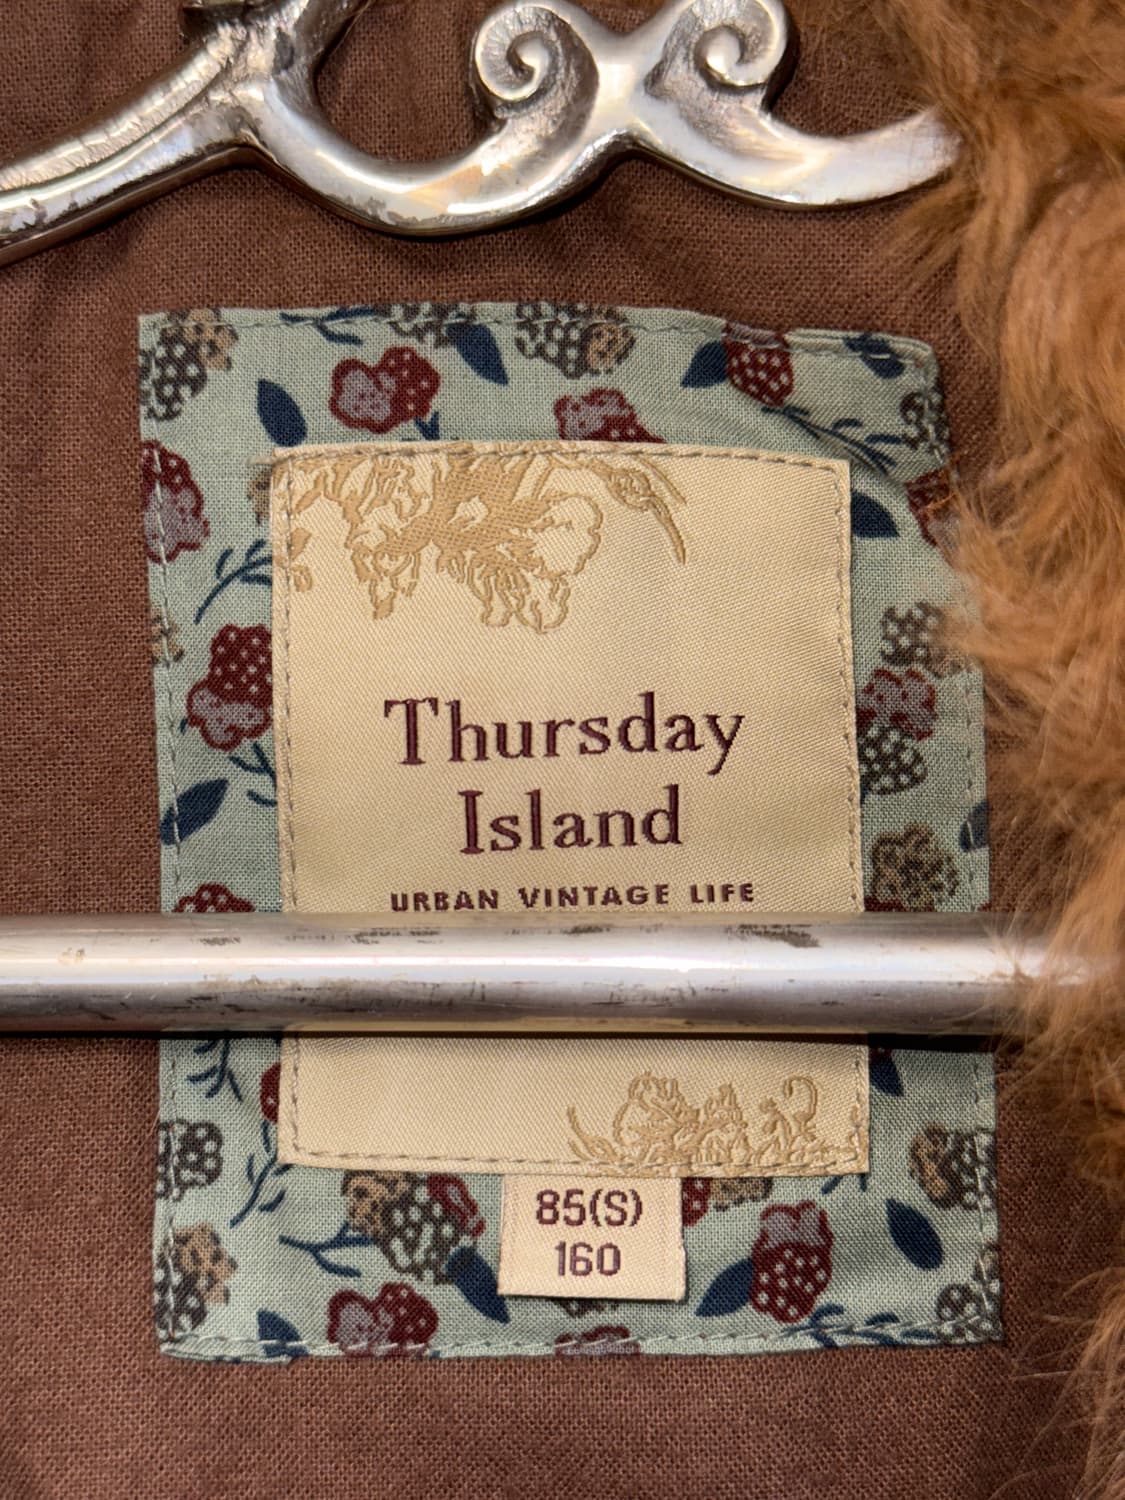 Thursday
Island
URBAN VINTAGE LIFE
85(S)
160